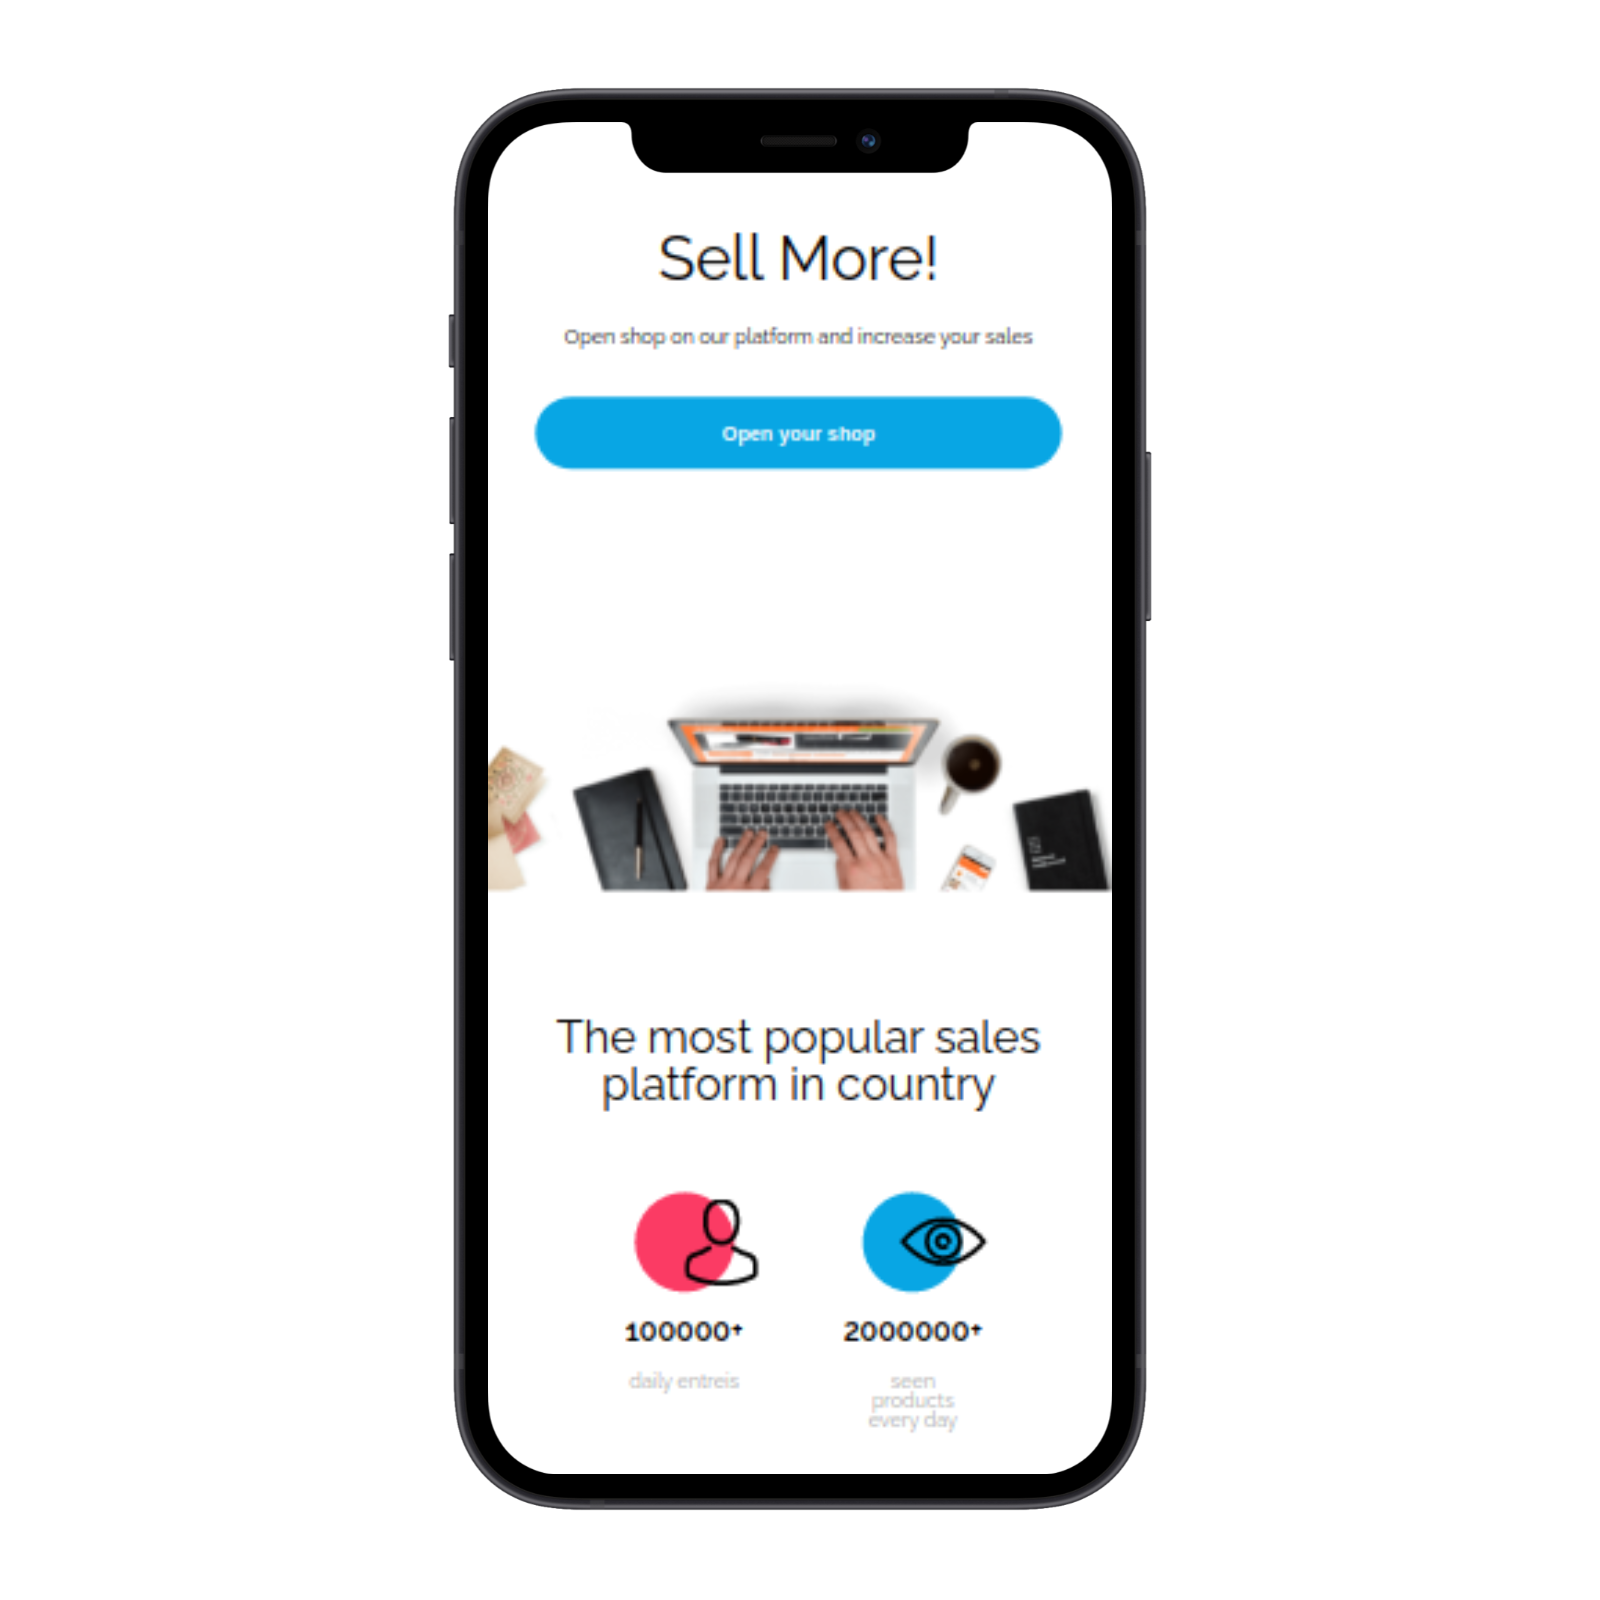 Sell More!
Open shop on our platform and increase your sales
Open your shop
The most popular sales
platform in country
100000+
2000000+
daily entreis
seen
products
every day